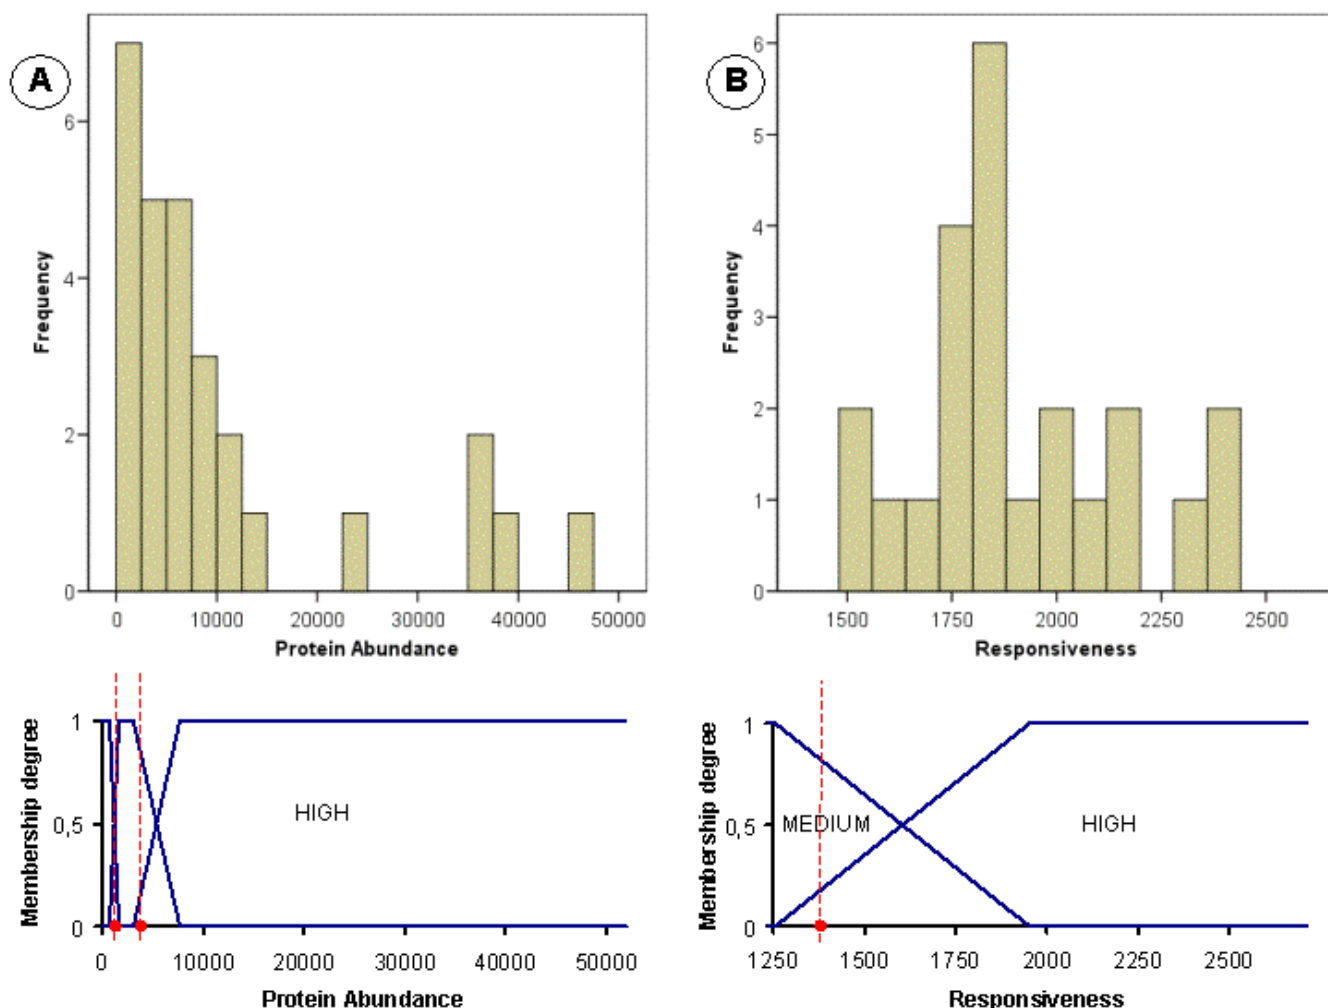 A
6
4
2
0
Frequency
0 10000 20000 30000 40000 50000
Protein Abundance
B
6
5
4
3
2
1
0
Frequency
1500 1750 2000 2250 2500
Responsiveness
1
0,5
0
Membership degree
HIGH
0 10000 20000 30000 40000 50000
Protein Abundance
1
0,5
0
Membership degree
MEDIUM HIGH
1250 1500 1750 2000 2250 2500
Responsiveness